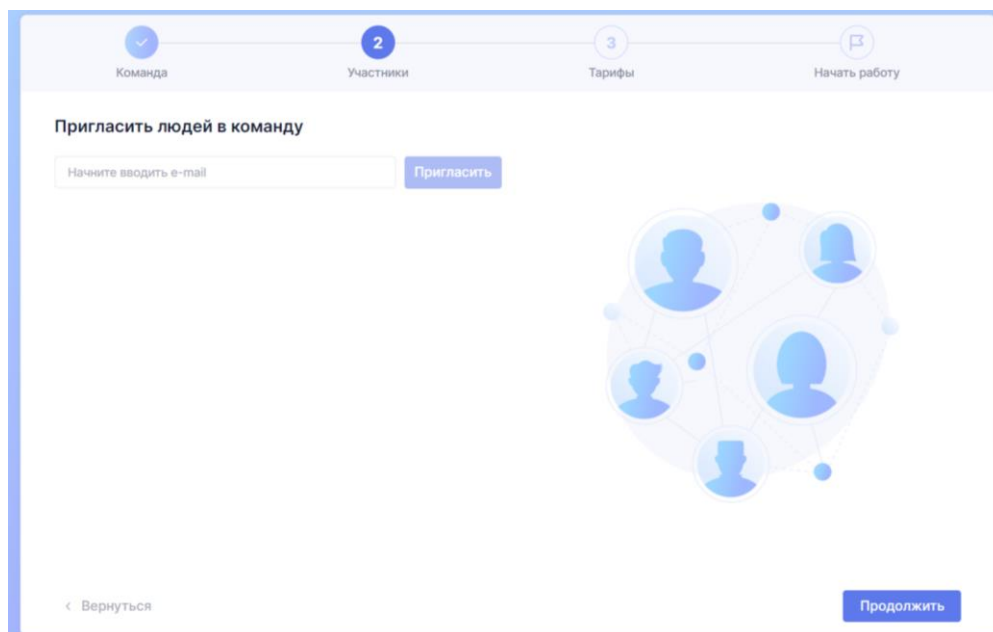 2
3
Команда
Участники
Тарифы
Начать работу
Пригласить людей в команду
Начните вводить e-mail
Пригласить
< Вернуться
Продолжить